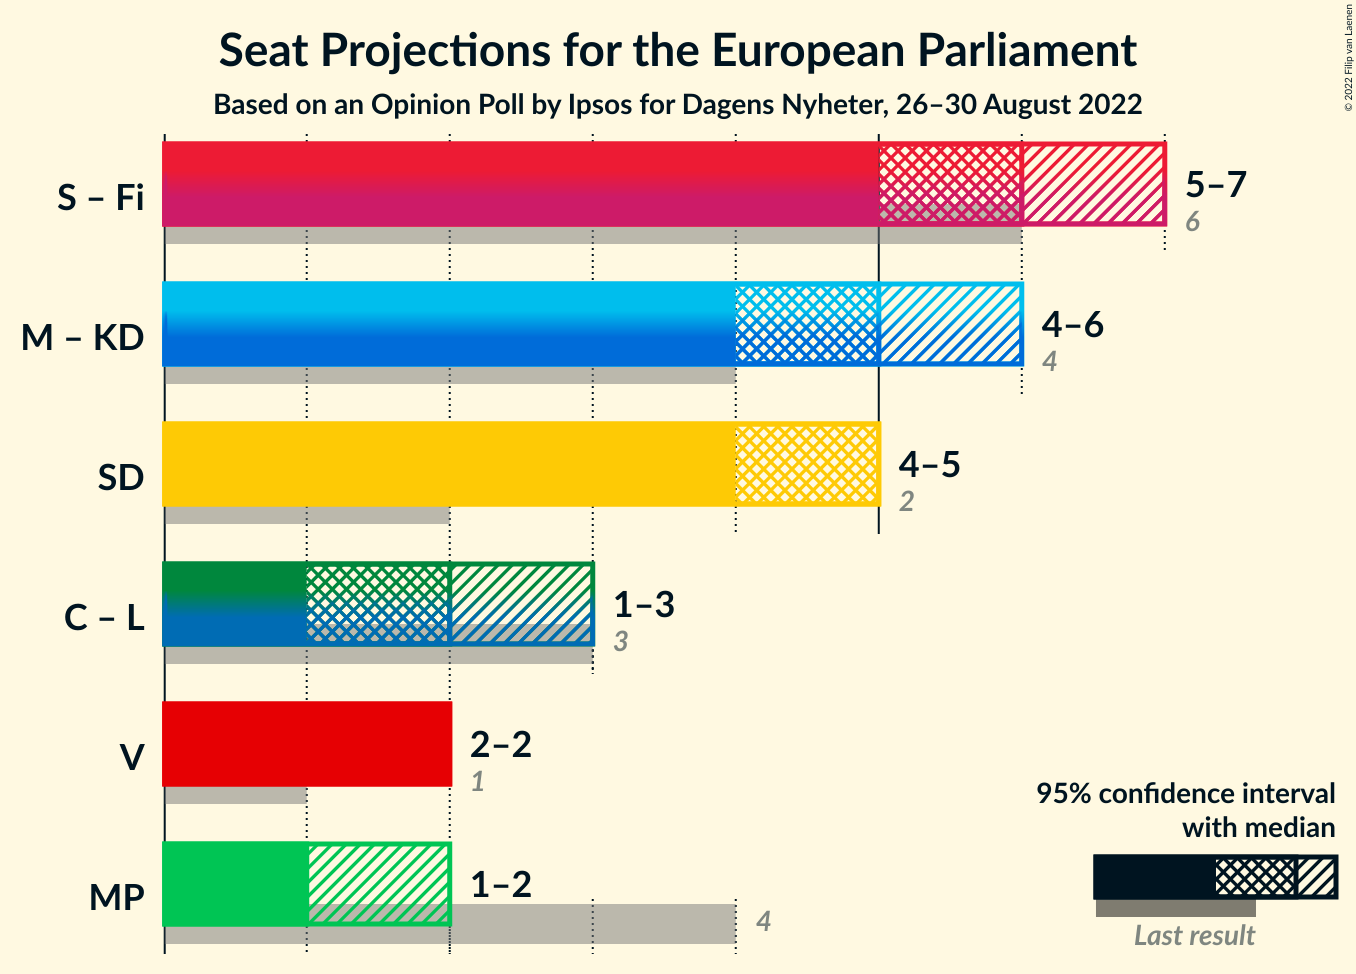 Seat Projections for the European Parliament
Based on an Opinion Poll by Ipsos for Dagens Nyheter, 26–30 August 2022
© 2022 Filip van Laenen
S – Fi
5–7
6
M – KD
4–6
4
SD
4–5
2
C – L
1–3
3
V
2–2
1
MP
1–2
4
95% confidence interval
with median
Last result